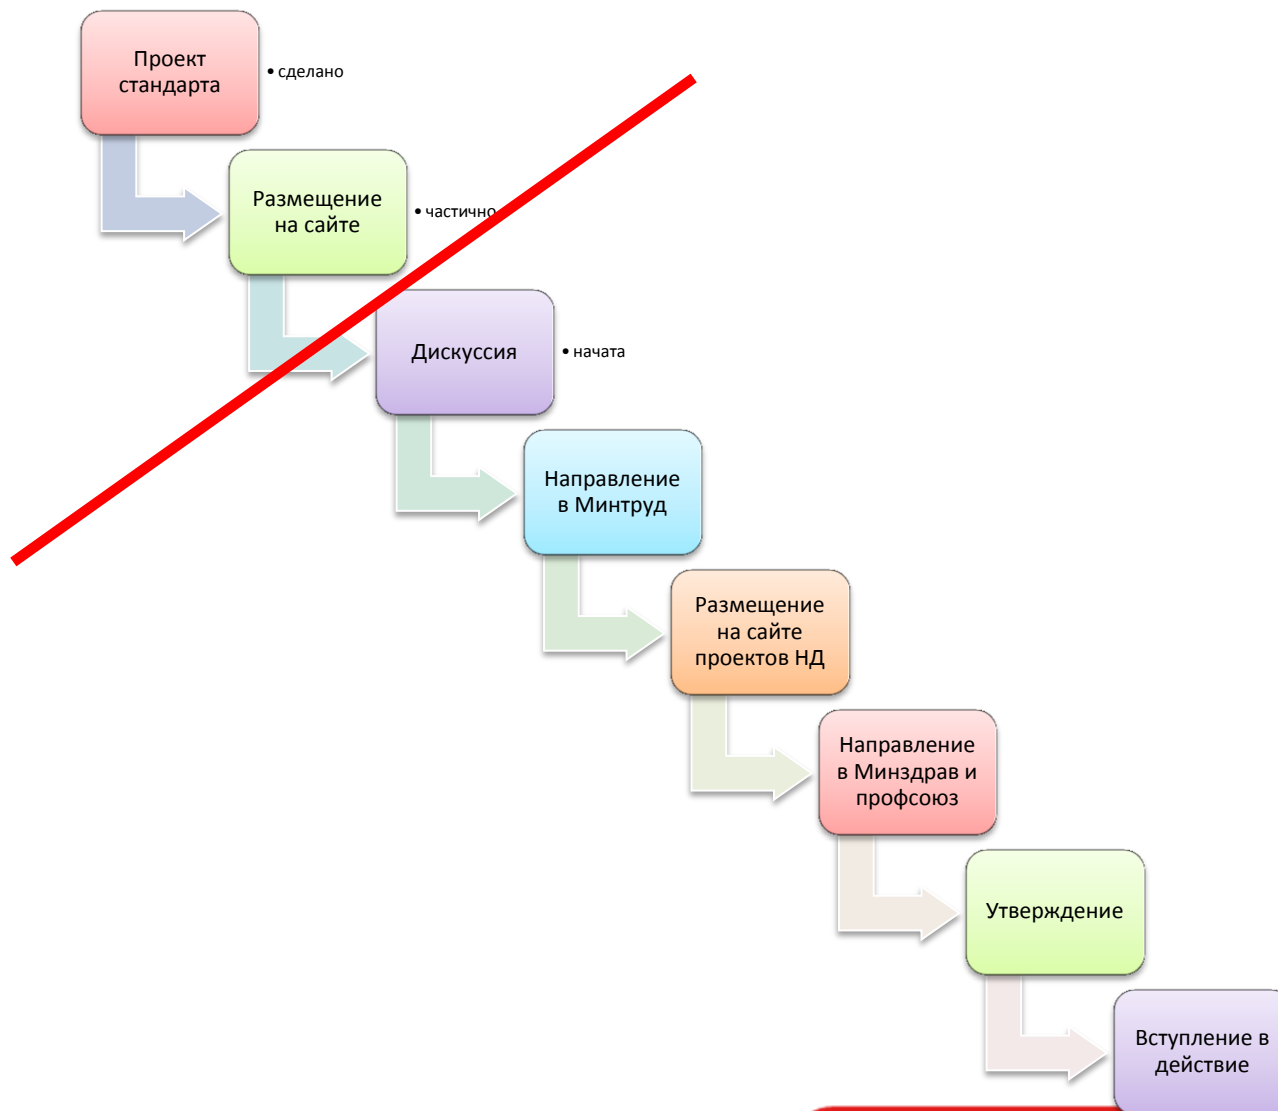 Проект
стандарта
• сделано
Размещение
на сайте
• частично
Дискуссия
• начата
Направление
в Минтруд
Размещение
на сайте
проектов НД
Направление
в Минздрав и
профсоюз
Утверждение
Вступление в
действие